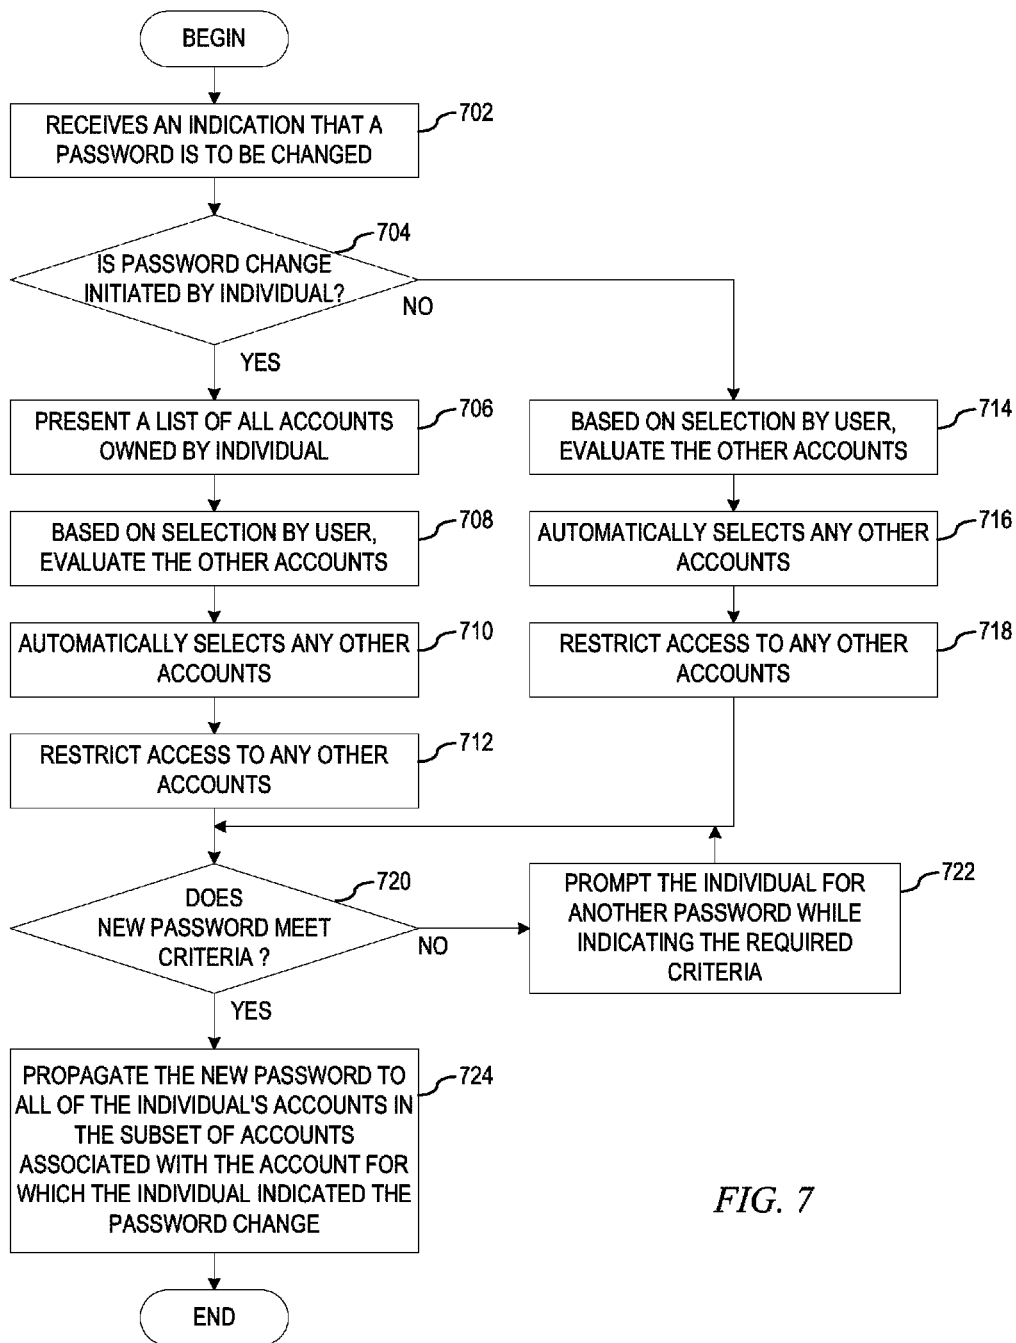 BEGIN
RECEIVES AN INDICATION THAT A
PASSWORD IS TO BE CHANGED
702
IS PASSWORD CHANGE
INITIATED BY INDIVIDUAL?
704
NO
YES
PRESENT A LIST OF ALL ACCOUNTS
OWNED BY INDIVIDUAL
706
BASED ON SELECTION BY USER,
EVALUATE THE OTHER ACCOUNTS
708
AUTOMATICALLY SELECTS ANY OTHER
ACCOUNTS
710
RESTRICT ACCESS TO ANY OTHER
ACCOUNTS
712
BASED ON SELECTION BY USER,
EVALUATE THE OTHER ACCOUNTS
714
AUTOMATICALLY SELECTS ANY OTHER
ACCOUNTS
716
RESTRICT ACCESS TO ANY OTHER
ACCOUNTS
718
DOES
NEW PASSWORD MEET
CRITERIA ?
720
NO
YES
PROMPT THE INDIVIDUAL FOR
ANOTHER PASSWORD WHILE
INDICATING THE REQUIRED
CRITERIA
722
PROPAGATE THE NEW PASSWORD TO
ALL OF THE INDIVIDUAL'S ACCOUNTS IN
THE SUBSET OF ACCOUNTS
ASSOCIATED WITH THE ACCOUNT FOR
WHICH THE INDIVIDUAL INDICATED THE
PASSWORD CHANGE
724
END
FIG. 7